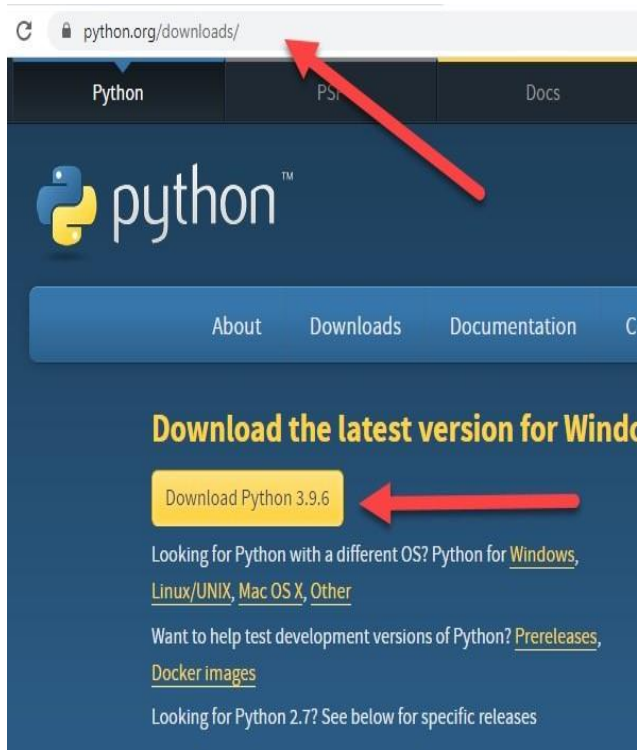 python.org/downloads/
Python Docs
python™
About Downloads Documentation
Download the latest version for
Download Python 3.9.6
Looking for Python with a different OS? Python for Windows,
Linux/UNIX, Mac OS X, Other
Want to help test development versions of Python? Prereleases,
Docker images
Looking for Python 2.7? See below for specific releases